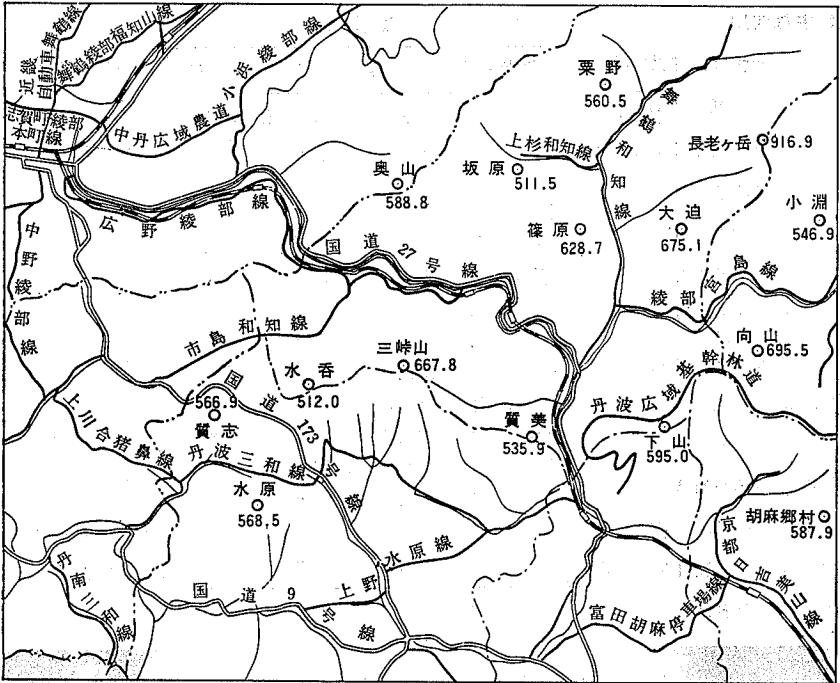 近畿自動車舞鶴線
舞鶴綾部福知山線
小浜綾部線
志賀町綾部
本町線
中丹広域農道
粟野
560.5
舞鶴和知線
上杉和知線
長老ヶ岳
916.9
奥山
588.8
坂原
511.5
小淵
546.9
大迫
675.1
篠原
628.7
広野綾部線
国道27号線
中野綾部線
綾部宮島線
向山
695.5
市島和知線
三峠山
667.8
水呑
512.0
国道173号線
566.9
質志
丹波広域基幹林道
上川合猪鼻線
質美
535.9
下山
595.0
丹波三和線
水原
568.5
胡麻郷村
587.9
京都日吉美山線
水原線
上野
丹南三和線
国道9号線
富田胡麻停車場線